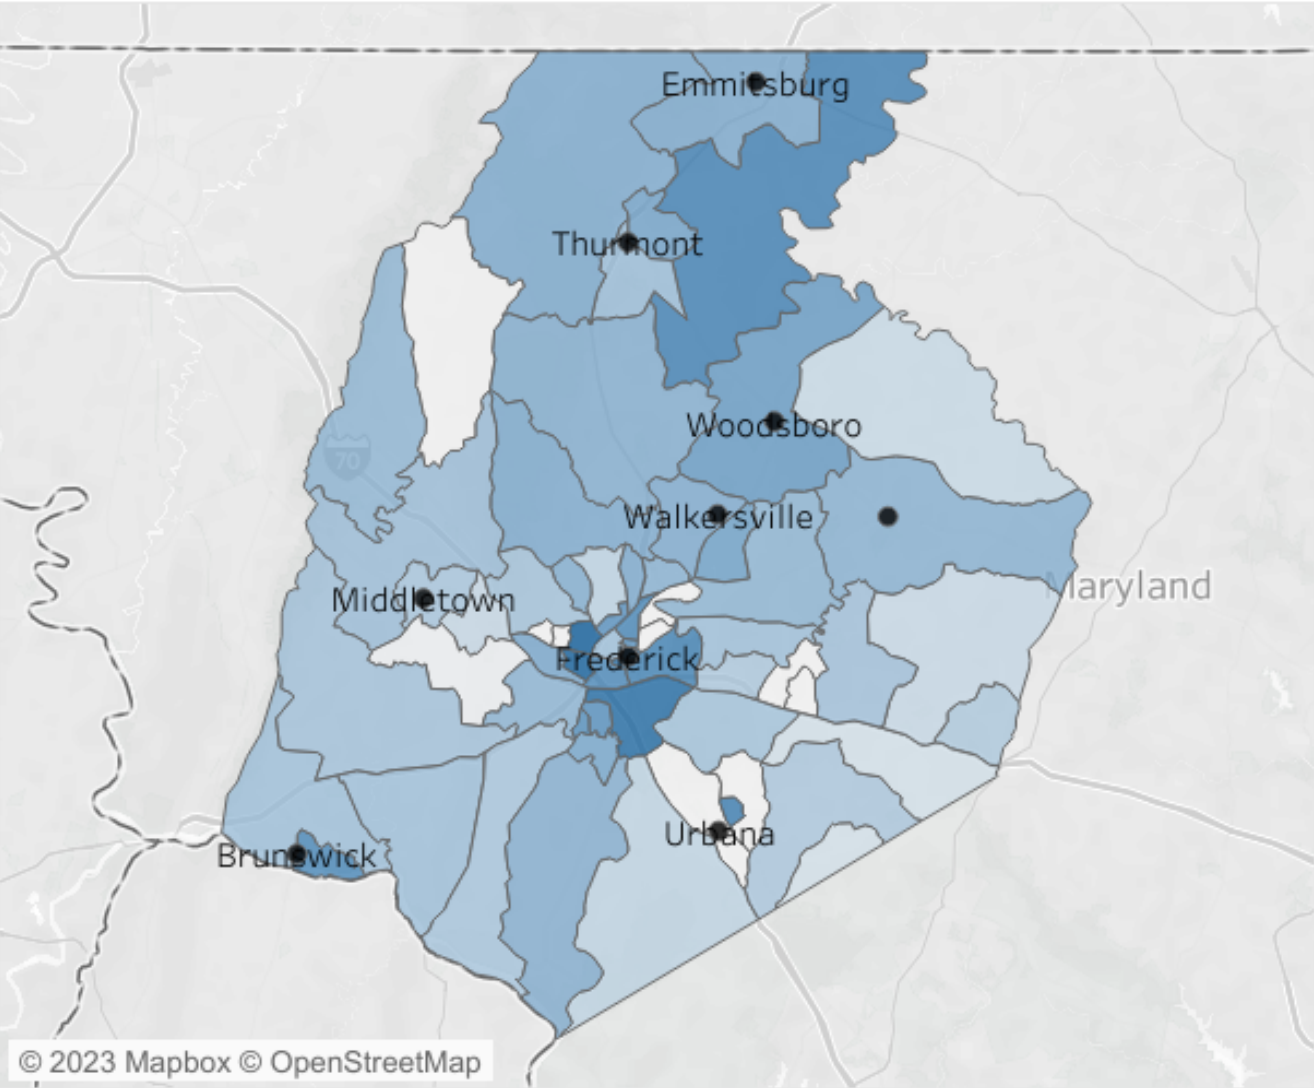 Emmitsburg
Thurmont
Woodsboro
70
Walkersville
Maryland
Middletown
Frederick
Urbana
Brunswick
© 2023 Mapbox © OpenStreetMap